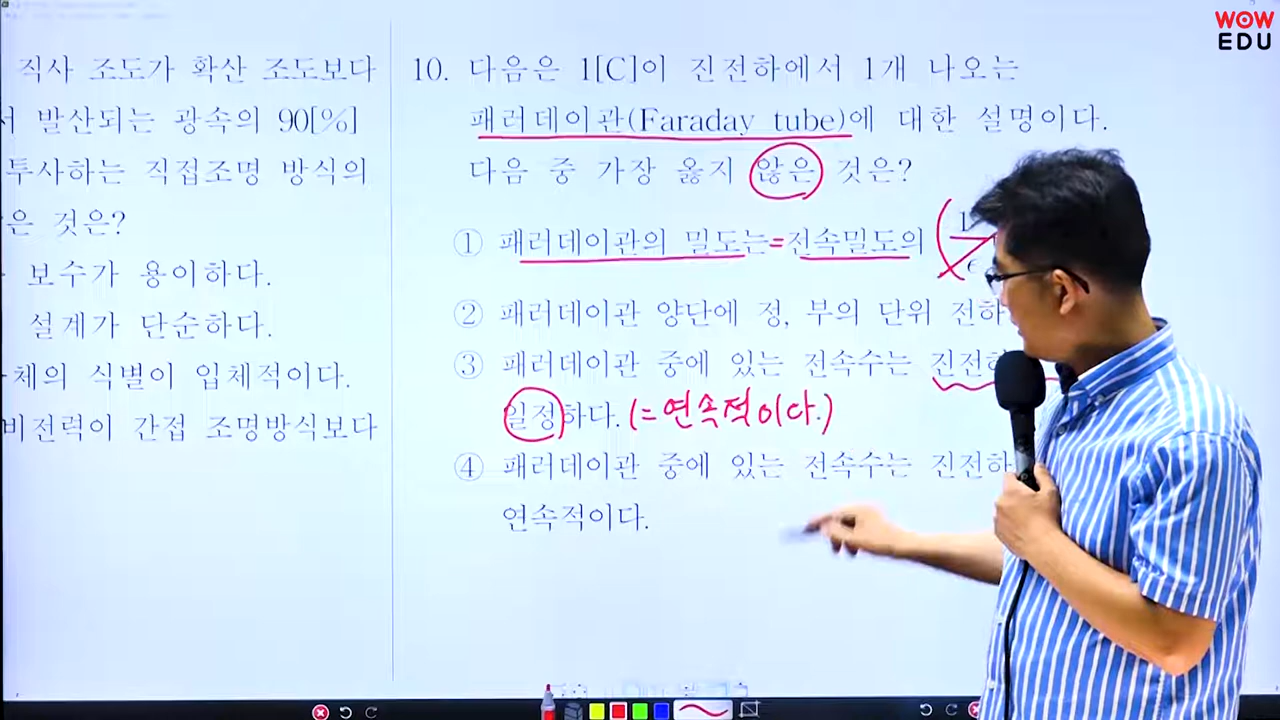 WOW
EDU
직사 조도가 확산 조도보다
발산되는 광속의 90[%]
투사하는 직접조명 방식의
은 것은?
보수가 용이하다.
설계가 단순하다.
체의 식별이 입체적이다.
비전력이 간접 조명방식보다
10. 다음은 1[C]이 진전하에서 1개 나오는
패러데이관(Faraday tube)에 대한 설명이다.
다음 중 가장 옳지 않은 것은?
① 패러데이관의 밀도는=전속밀도의 ( 1 ϵ
② 패러데이관 양단에 정, 부의 단위 전하
③ 패러데이관 중에 있는 전속수는 진전하
일정하다. (= 연속적이다.)
④ 패러데이관 중에 있는 전속수는 진전하
연속적이다.